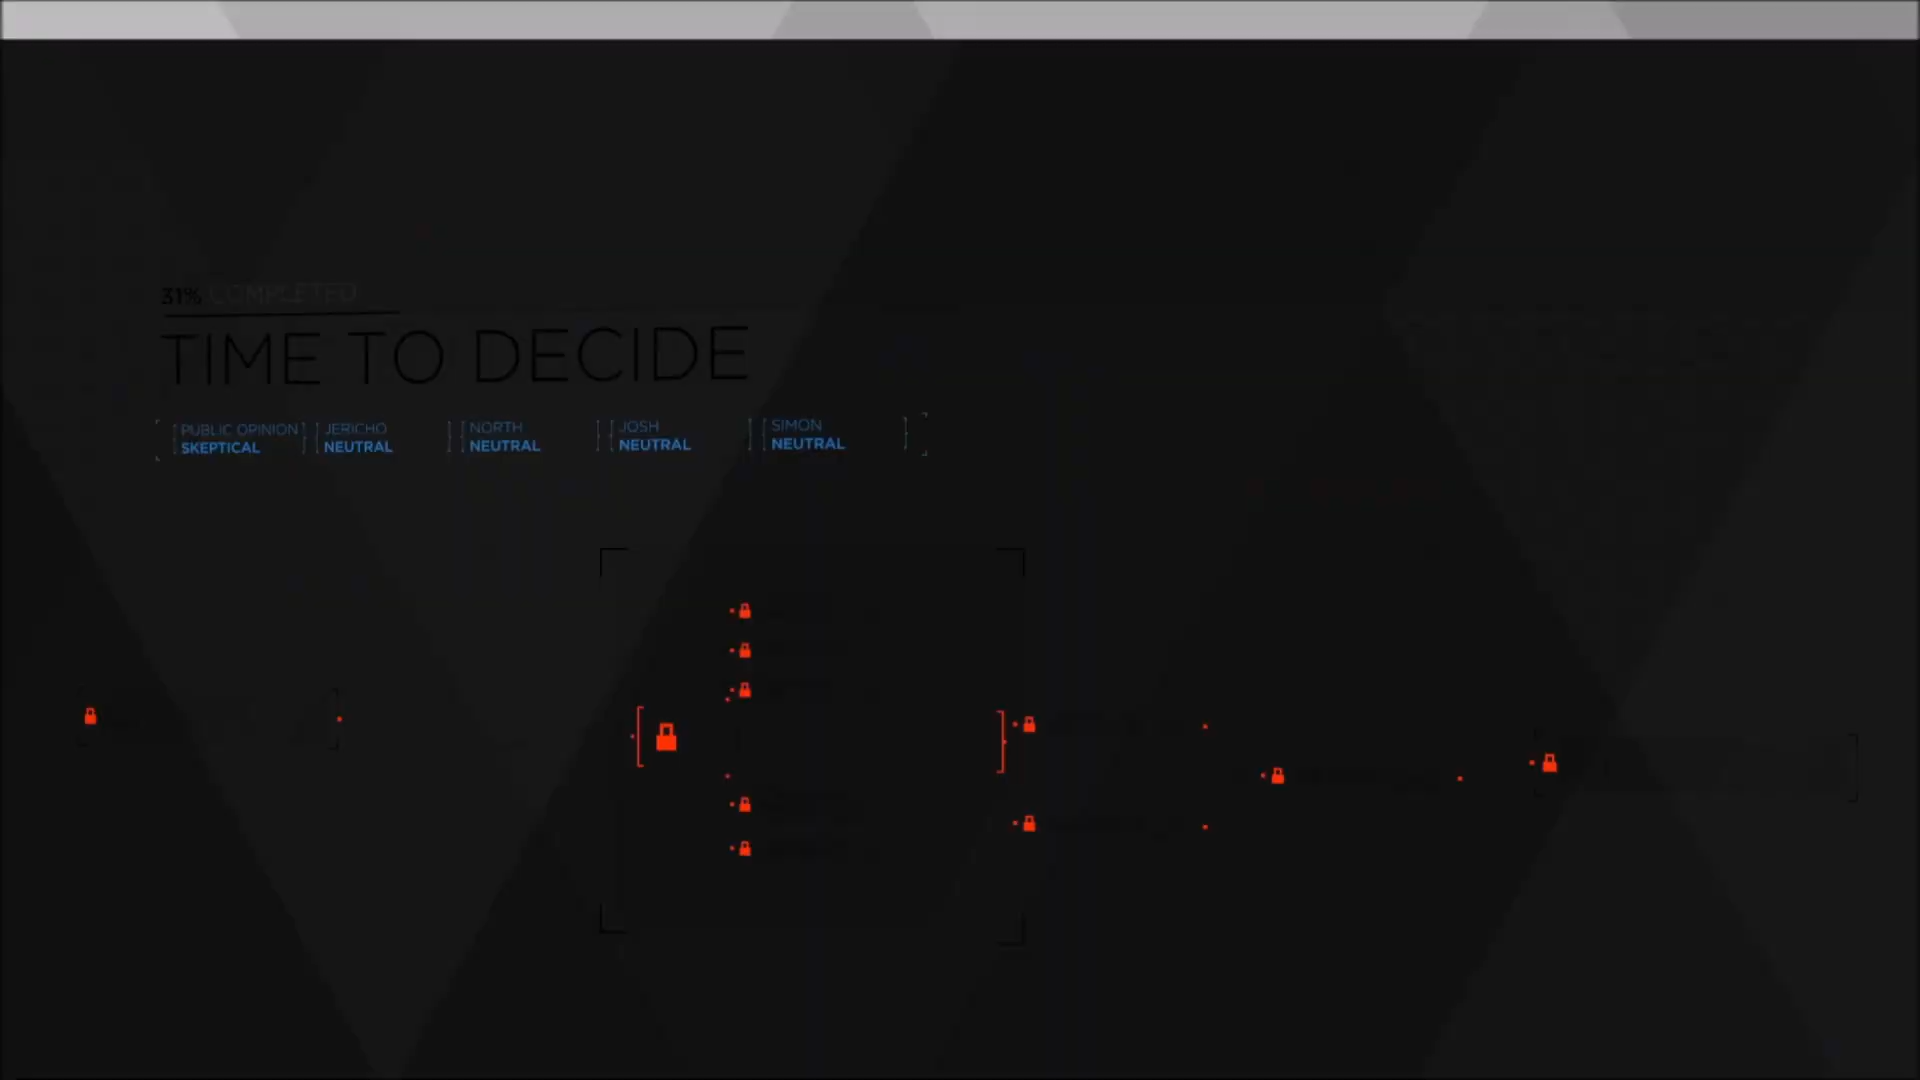 31% COMPLETED
TIME TO DECIDE
PUBLIC OPINION JERICHO NORTH JOSH SIMON
SKEPTICAL NEUTRAL NEUTRAL NEUTRAL NEUTRAL